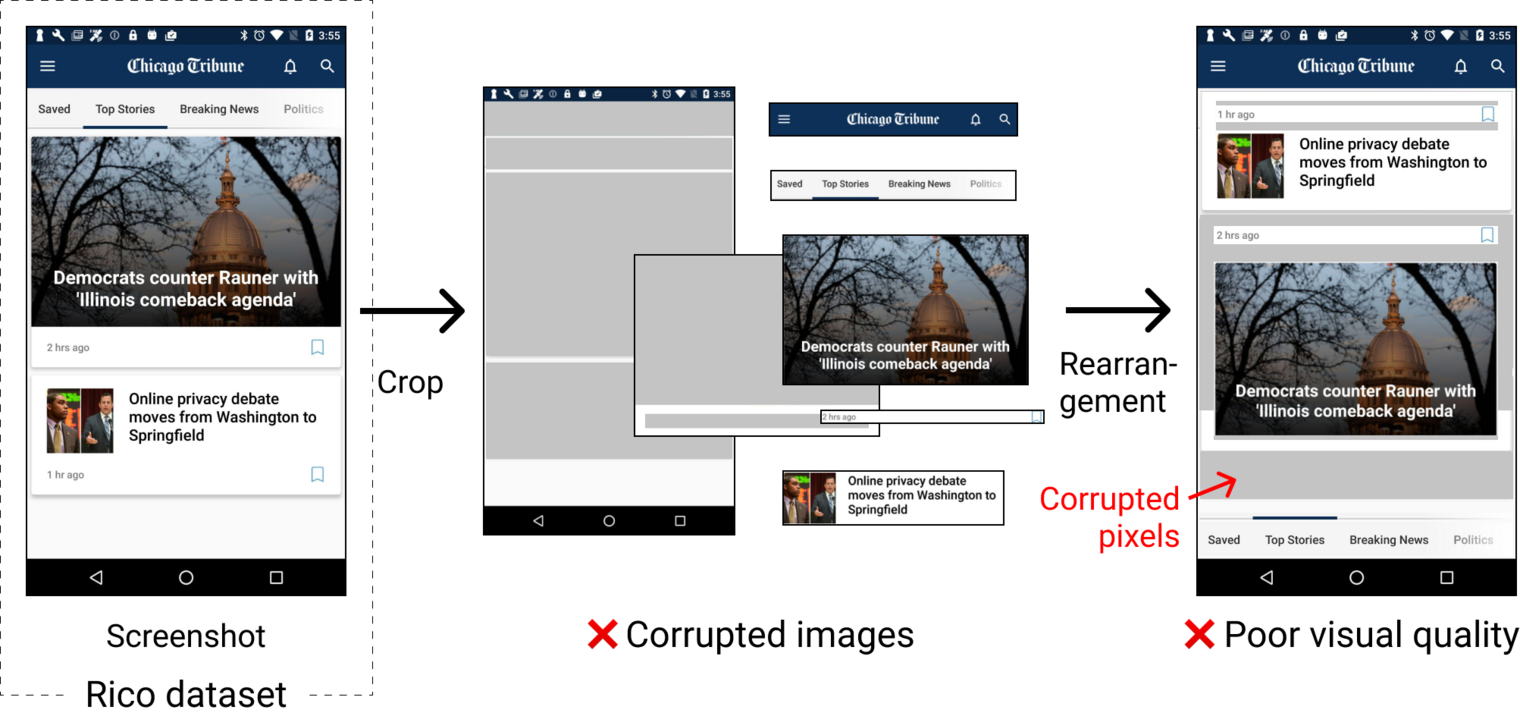 3:55
Chicago Tribune
Saved Top Stories Breaking News Politics
Democrats counter Rauner with
'Illinois comeback agenda'
2 hrs ago
Online privacy debate
moves from Washington to
Springfield
1 hr ago
Screenshot
Rico dataset
Crop
3:55
Chicago Tribune
Saved Top Stories Breaking News Politics
Democrats counter Rauner with
'Illinois comeback agenda'
2 hrs ago
Online privacy debate
moves from Washington to
Springfield
❌ Corrupted images
Rearran-
gement
3:55
Chicago Tribune
1 hr ago
Online privacy debate
moves from Washington to
Springfield
2 hrs ago
Democrats counter Rauner with
'Illinois comeback agenda'
Corrupted
pixels
Saved Top Stories Breaking News Politics
❌ Poor visual quality